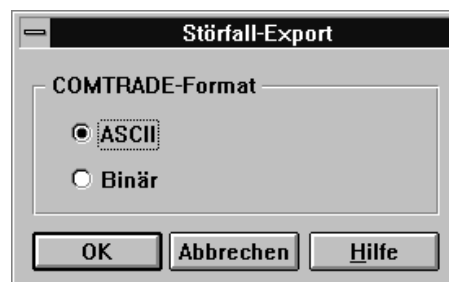 Störfall-Export
COMTRADE-Format
ASCII
Binär
OK Abbrechen Hilfe